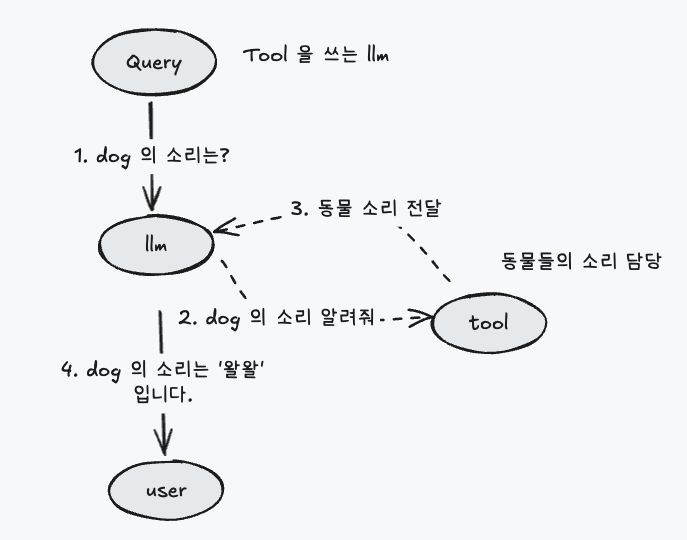 Query
Tool 을 쓰는 llm
1. dog 의 소리는?
3. 동물 소리 전달
llm
동물들의 소리 담당
2. dog 의 소리 알려줘.
tool
4. dog 의 소리는 '왈왈'
입니다.
user